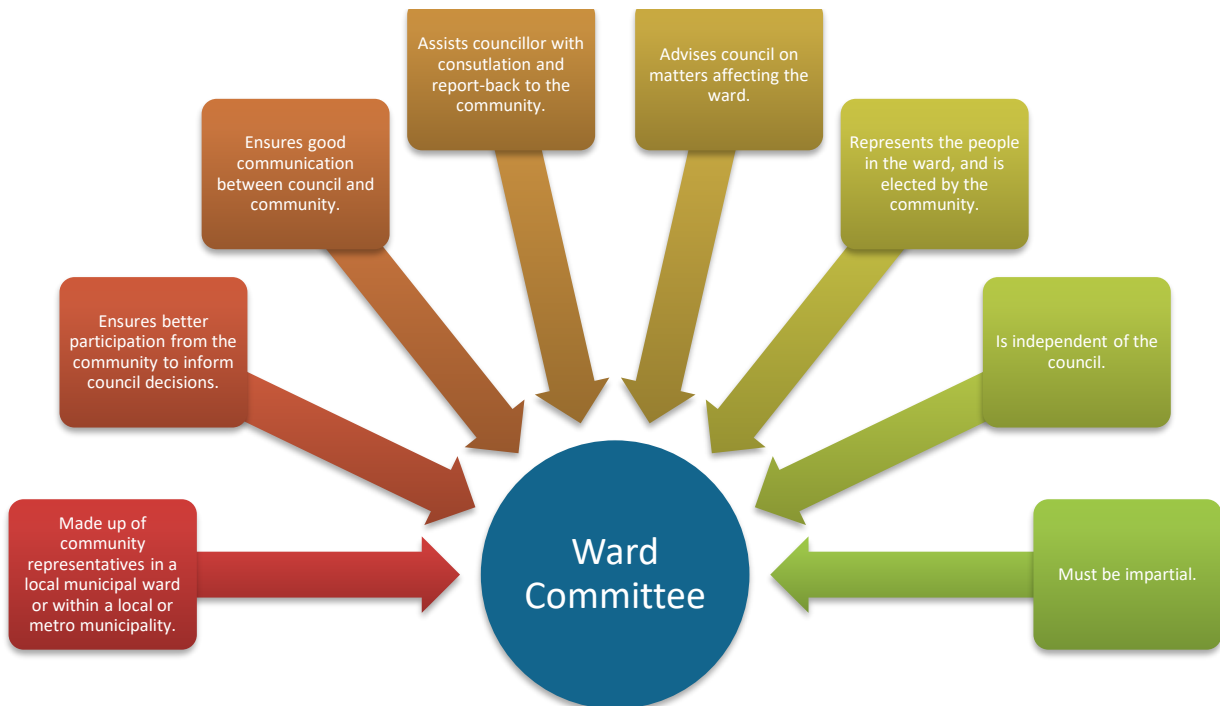 Assists councillor with
consutlation and
report-back to the
community.
Advises council on
matters affecting the
ward.
Ensures good
communication
between council and
community.
Represents the people
in the ward, and is
elected by the
community.
Ensures better
participation from the
community to inform
council decisions.
Is independent of the
council.
Made up of
community
representatives in a
local municipal ward
or within a local or
metro municipality.
Ward
Committee
Must be impartial.